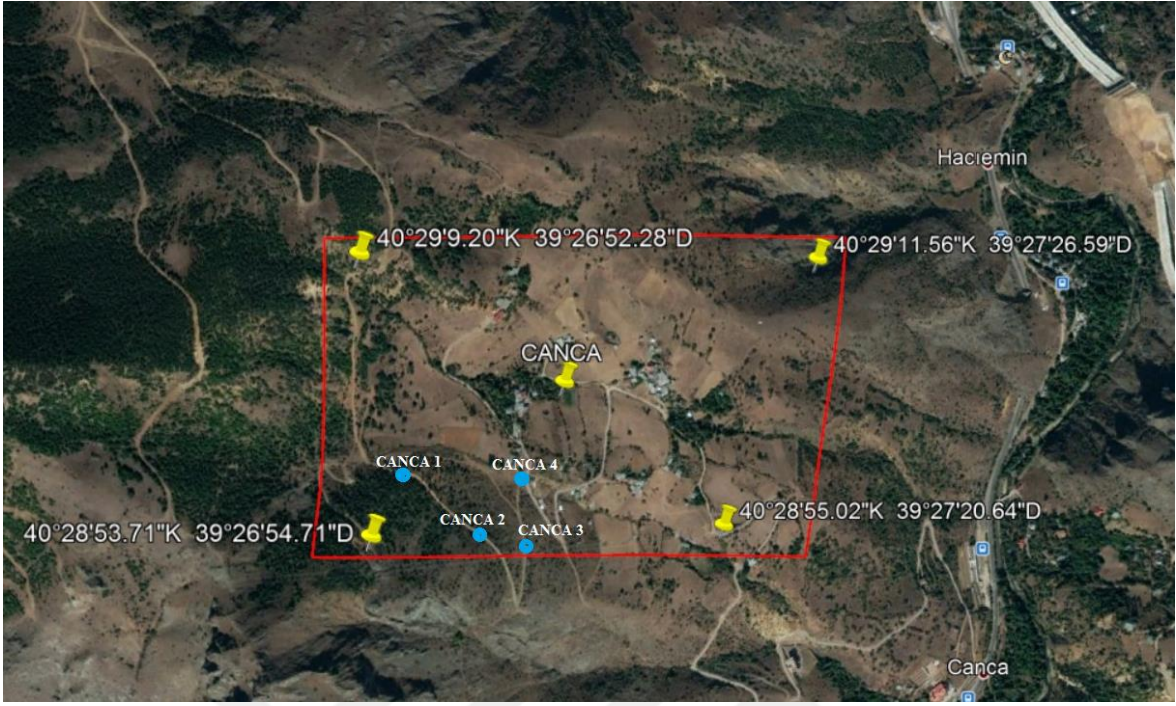 Hacıemin
40°29'9.20"K 39°26'52.28"D
40°29'11.56"K 39°27'26.59"D
CANCA
CANCA 1
CANCA 4
CANCA 2
CANCA 3
40°28'55.02"K 39°27'20.64"D
40°28'53.71"K 39°26'54.71"D
Canca